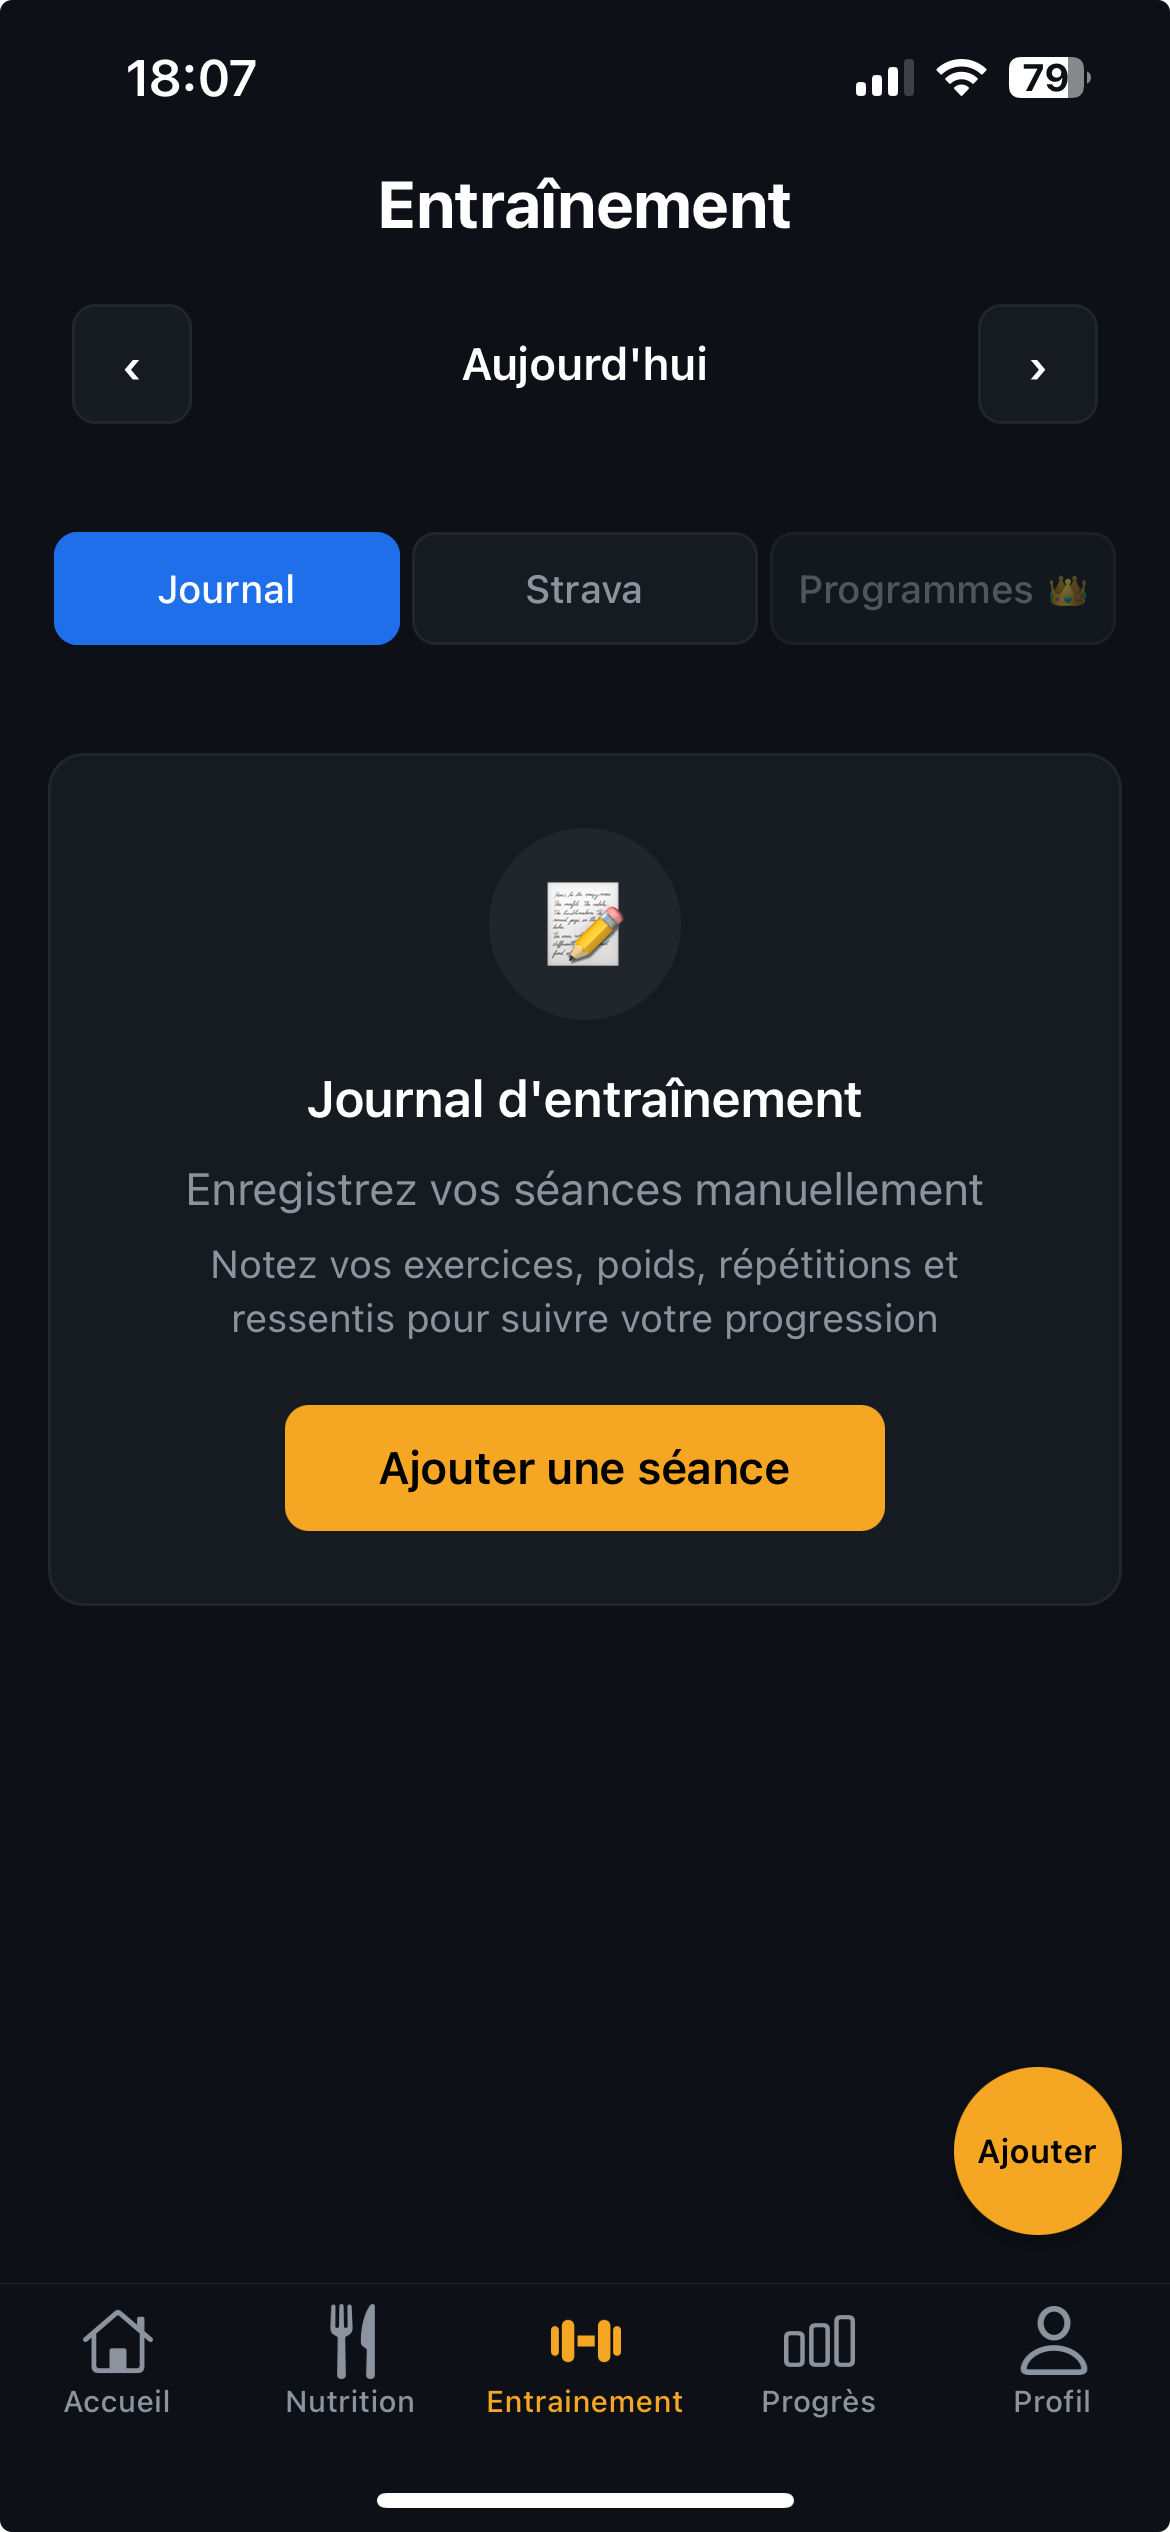 18:07
79
Entraînement
‹
Aujourd'hui
›
Journal
Strava
Programmes 👑
Journal d'entraînement
Enregistrez vos séances manuellement
Notez vos exercices, poids, répétitions et
ressentis pour suivre votre progression
Ajouter une séance
Ajouter
Accueil
Nutrition
Entrainement
Progrès
Profil